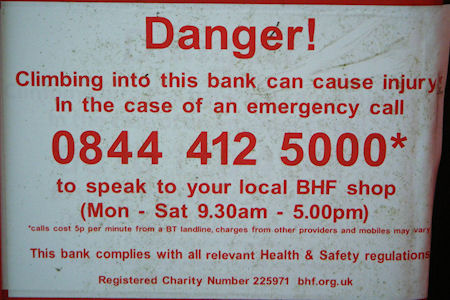 Danger!
Climbing into this bank can cause injury
In the case of an emergency call
0844 412 5000*
to speak to your local BHF shop
(Mon - Sat 9.30am - 5.00pm)
*calls cost 5p per minute from a BT landline, charges from other providers and mobiles may vary
This bank complies with all relevant Health & Safety regulations
Registered Charity Number 225971 bhf.org.uk